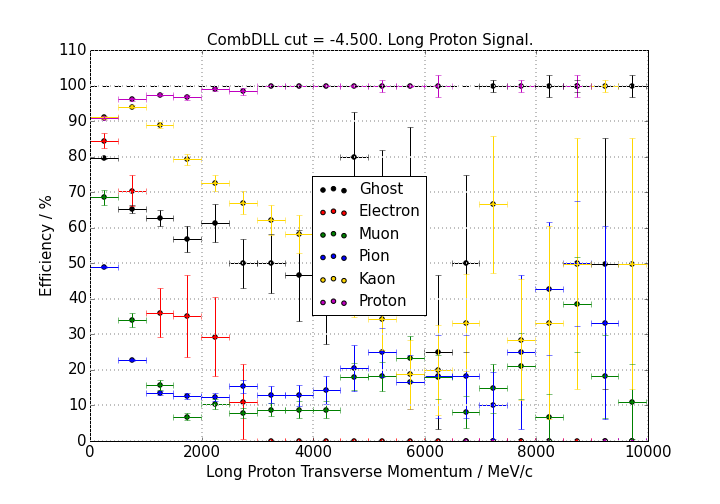 CombDLL cut = -4.500. Long Proton Signal.
110
100
90
80
70
60
50
40
30
20
10
0
Efficiency / %
Ghost
Electron
Muon
Pion
Kaon
Proton
0 2000 4000 6000 8000 10000
Long Proton Transverse Momentum / MeV/c